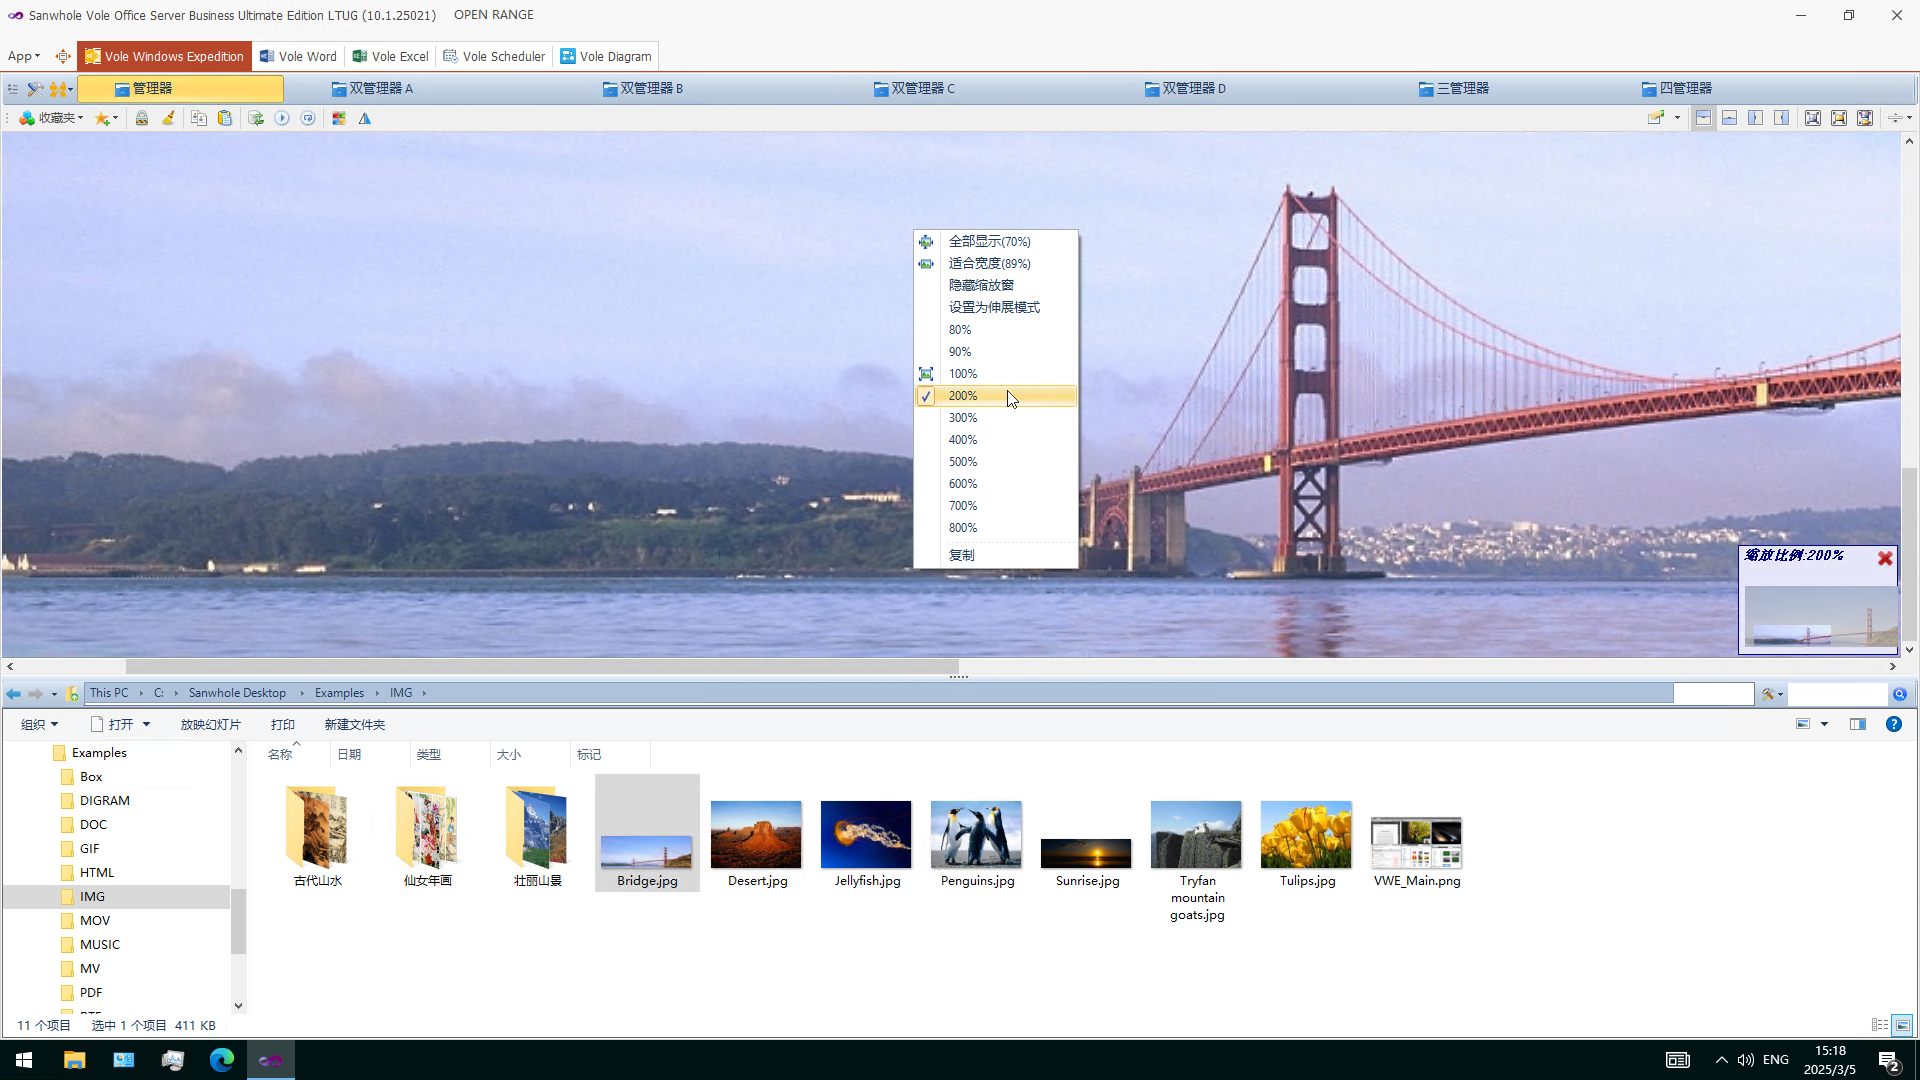 Sanwhole Vole Office Server Business Ultimate Edition LTUG (10.1.25021) OPEN RANGE
App Vole Windows Expedition Vole Word Vole Excel Vole Scheduler Vole Diagram
管理器 双管理器 A 双管理器 B 双管理器 C 双管理器 D 三管理器 四管理器
收藏夹
全部显示(70%)
适合宽度(89%)
隐藏缩放窗
设置为伸展模式
80%
90%
100%
200%
300%
400%
500%
600%
700%
800%
复制
缩放比例:200%
This PC C: Sanwhole Desktop Examples IMG
组织 打开 放映幻灯片 打印 新建文件夹
名称 日期 类型 大小 标记
Examples
Box
DIGRAM
DOC
GIF
HTML
IMG
MOV
MUSIC
MV
PDF
古代山水 仙女年画 壮丽山景 Bridge.jpg Desert.jpg Jellyfish.jpg Penguins.jpg Sunrise.jpg Tryfan mountain goats.jpg Tulips.jpg VWE_Main.png
11 个项目 选中 1 个项目 411 KB
ENG
15:18
2025/3/5
2